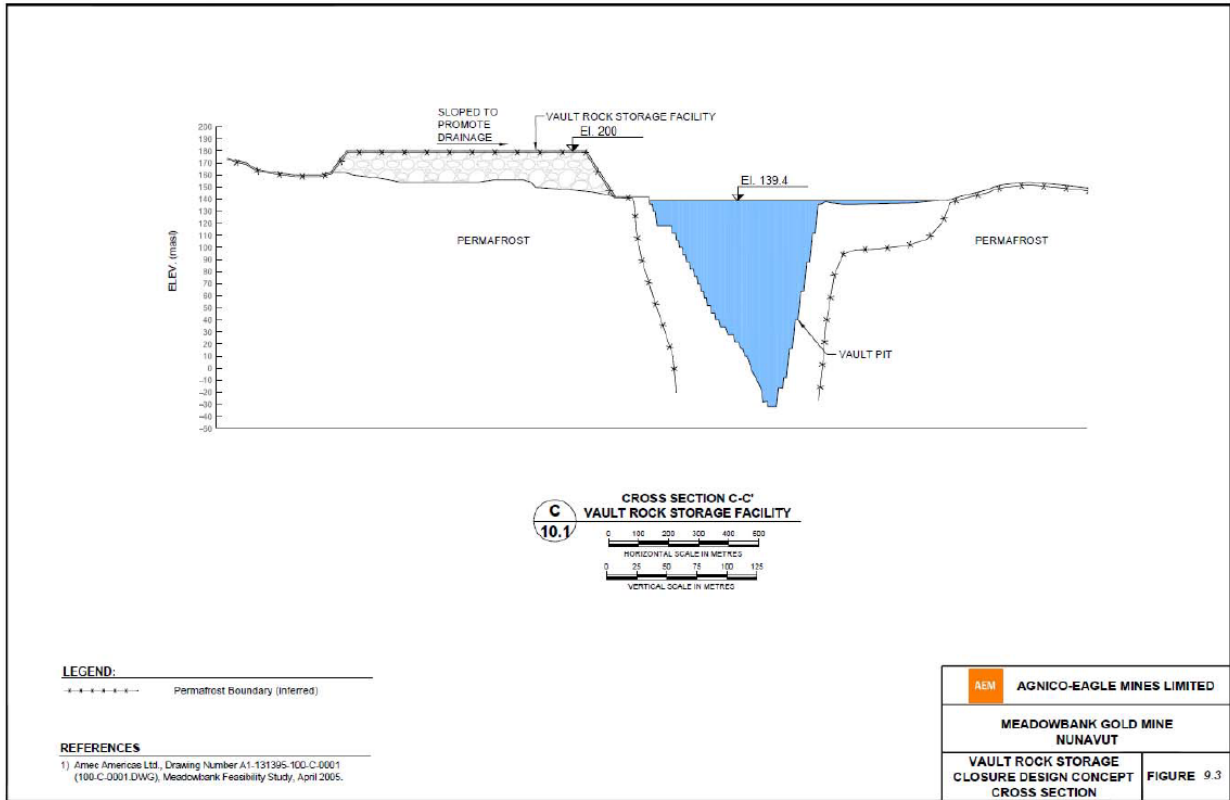 SLOPED TO
PROMOTE
DRAINAGE
VAULT ROCK STORAGE FACILITY
El. 200
El. 139.4
ELEV. (masl)
200
190
180
170
160
150
140
130
120
110
100
90
80
70
60
50
40
30
20
10
0
-10
-20
-30
-40
-50
PERMAFROST
PERMAFROST
VAULT PIT
C
10.1
CROSS SECTION C-C'
VAULT ROCK STORAGE FACILITY
0 100 200 300 400 500
HORIZONTAL SCALE IN METRES
0 25 50 75 100 125
VERTICAL SCALE IN METRES
LEGEND:
Permafrost Boundary (Inferred)
REFERENCES
1) Amec Americas Ltd., Drawing Number A1-131395-100-C-0001
(100-C-0001.DWG), Meadowbank Feasibility Study, April 2005.
AEM AGNICO-EAGLE MINES LIMITED
MEADOWBANK GOLD MINE
NUNAVUT
VAULT ROCK STORAGE
CLOSURE DESIGN CONCEPT
CROSS SECTION
FIGURE 9.3